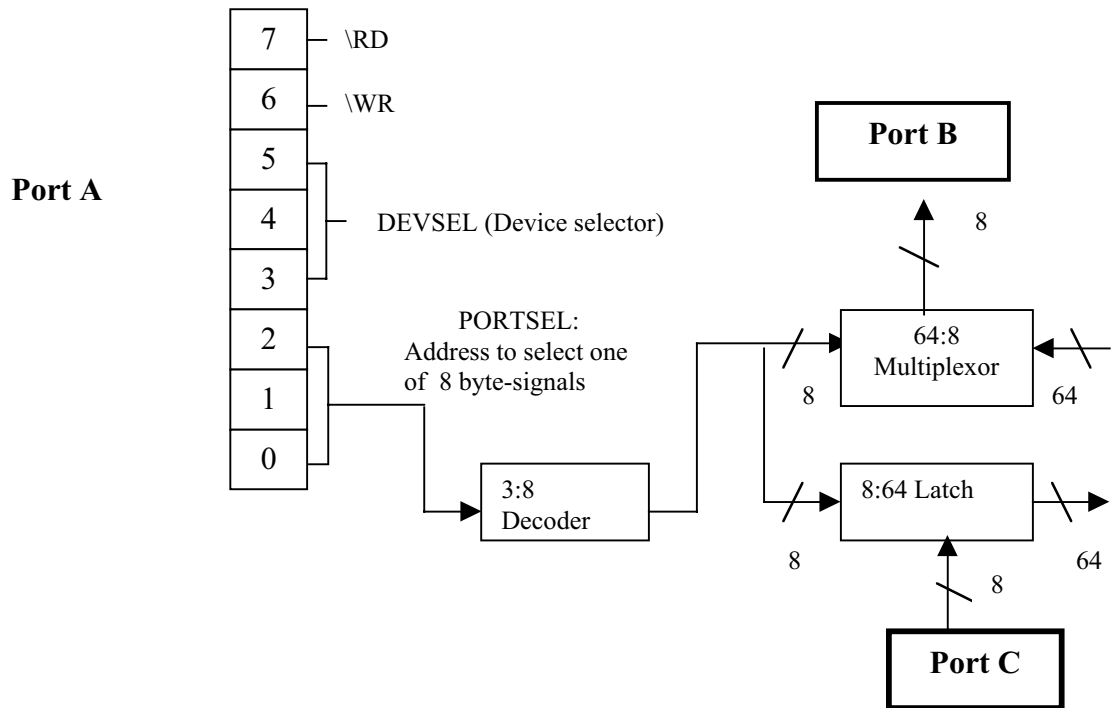 7
\RD
6
\WR
5
4
3
DEVSEL (Device selector)
2
1
0
Port A
PORTSEL:
Address to select one
of 8 byte-signals
3:8
Decoder
Port B
8
64:8
Multiplexor
8
64
8:64 Latch
8
64
8
Port C